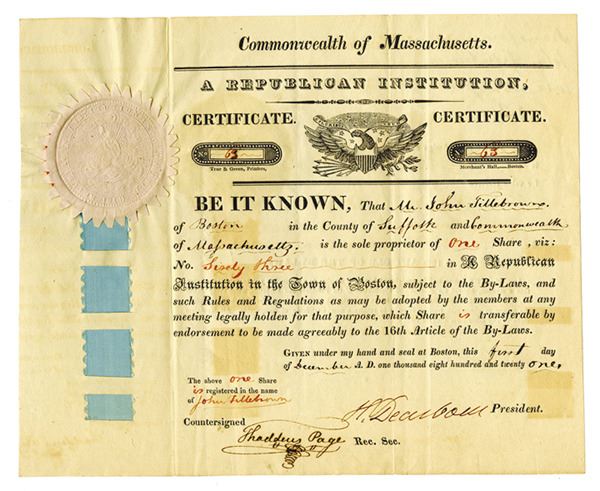 Commonwealth of Massachusetts.
A REPUBLICAN INSTITUTION,
CERTIFICATE. CERTIFICATE.
No. 63 63
True & Green, Printers, Merchant's Hall,.. Boston.
BE IT KNOWN, That Mr. John Tillebrown
of Boston in the County of Suffolk and Commonwealth
of Massachusetts, is the sole proprietor of One Share, viz:
No. Sixty three in A Republican
Institution in the Town of Boston, subject to the By-Laws, and
such Rules and Regulations as may be adopted by the members at any
meeting legally holden for that purpose, which Share is transferable by
endorsement to be made agreeably to the 16th Article of the By-Laws.
GIVEN under my hand and seal at Boston, this first day
of December A. D. one thousand eight hundred and twenty one,
The above one Share
is registered in the name
of John Tillebrown
H. Dearborn President.
Countersigned
Thaddeus Page Rec. Sec.